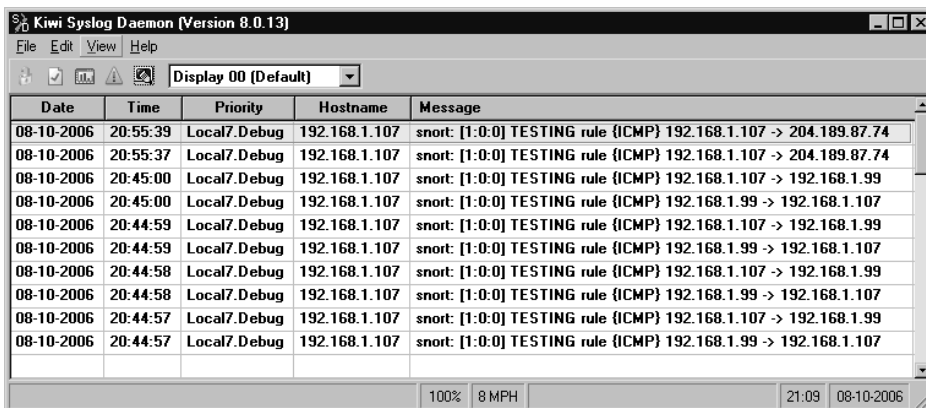 Kiwi Syslog Daemon (Version 8.0.13)
File Edit View Help
Display 00 (Default)
Date Time Priority Hostname Message
08-10-2006 20:55:39 Local7.Debug 192.168.1.107 snort: [1:0:0] TESTING rule {ICMP} 192.168.1.107 -> 204.189.87.74
08-10-2006 20:55:37 Local7.Debug 192.168.1.107 snort: [1:0:0] TESTING rule {ICMP} 192.168.1.107 -> 204.189.87.74
08-10-2006 20:45:00 Local7.Debug 192.168.1.107 snort: [1:0:0] TESTING rule {ICMP} 192.168.1.107 -> 192.168.1.99
08-10-2006 20:45:00 Local7.Debug 192.168.1.107 snort: [1:0:0] TESTING rule {ICMP} 192.168.1.99 -> 192.168.1.107
08-10-2006 20:44:59 Local7.Debug 192.168.1.107 snort: [1:0:0] TESTING rule {ICMP} 192.168.1.107 -> 192.168.1.99
08-10-2006 20:44:59 Local7.Debug 192.168.1.107 snort: [1:0:0] TESTING rule {ICMP} 192.168.1.99 -> 192.168.1.107
08-10-2006 20:44:58 Local7.Debug 192.168.1.107 snort: [1:0:0] TESTING rule {ICMP} 192.168.1.107 -> 192.168.1.99
08-10-2006 20:44:58 Local7.Debug 192.168.1.107 snort: [1:0:0] TESTING rule {ICMP} 192.168.1.99 -> 192.168.1.107
08-10-2006 20:44:57 Local7.Debug 192.168.1.107 snort: [1:0:0] TESTING rule {ICMP} 192.168.1.107 -> 192.168.1.99
08-10-2006 20:44:57 Local7.Debug 192.168.1.107 snort: [1:0:0] TESTING rule {ICMP} 192.168.1.99 -> 192.168.1.107
100% 8 MPH 21:09 08-10-2006